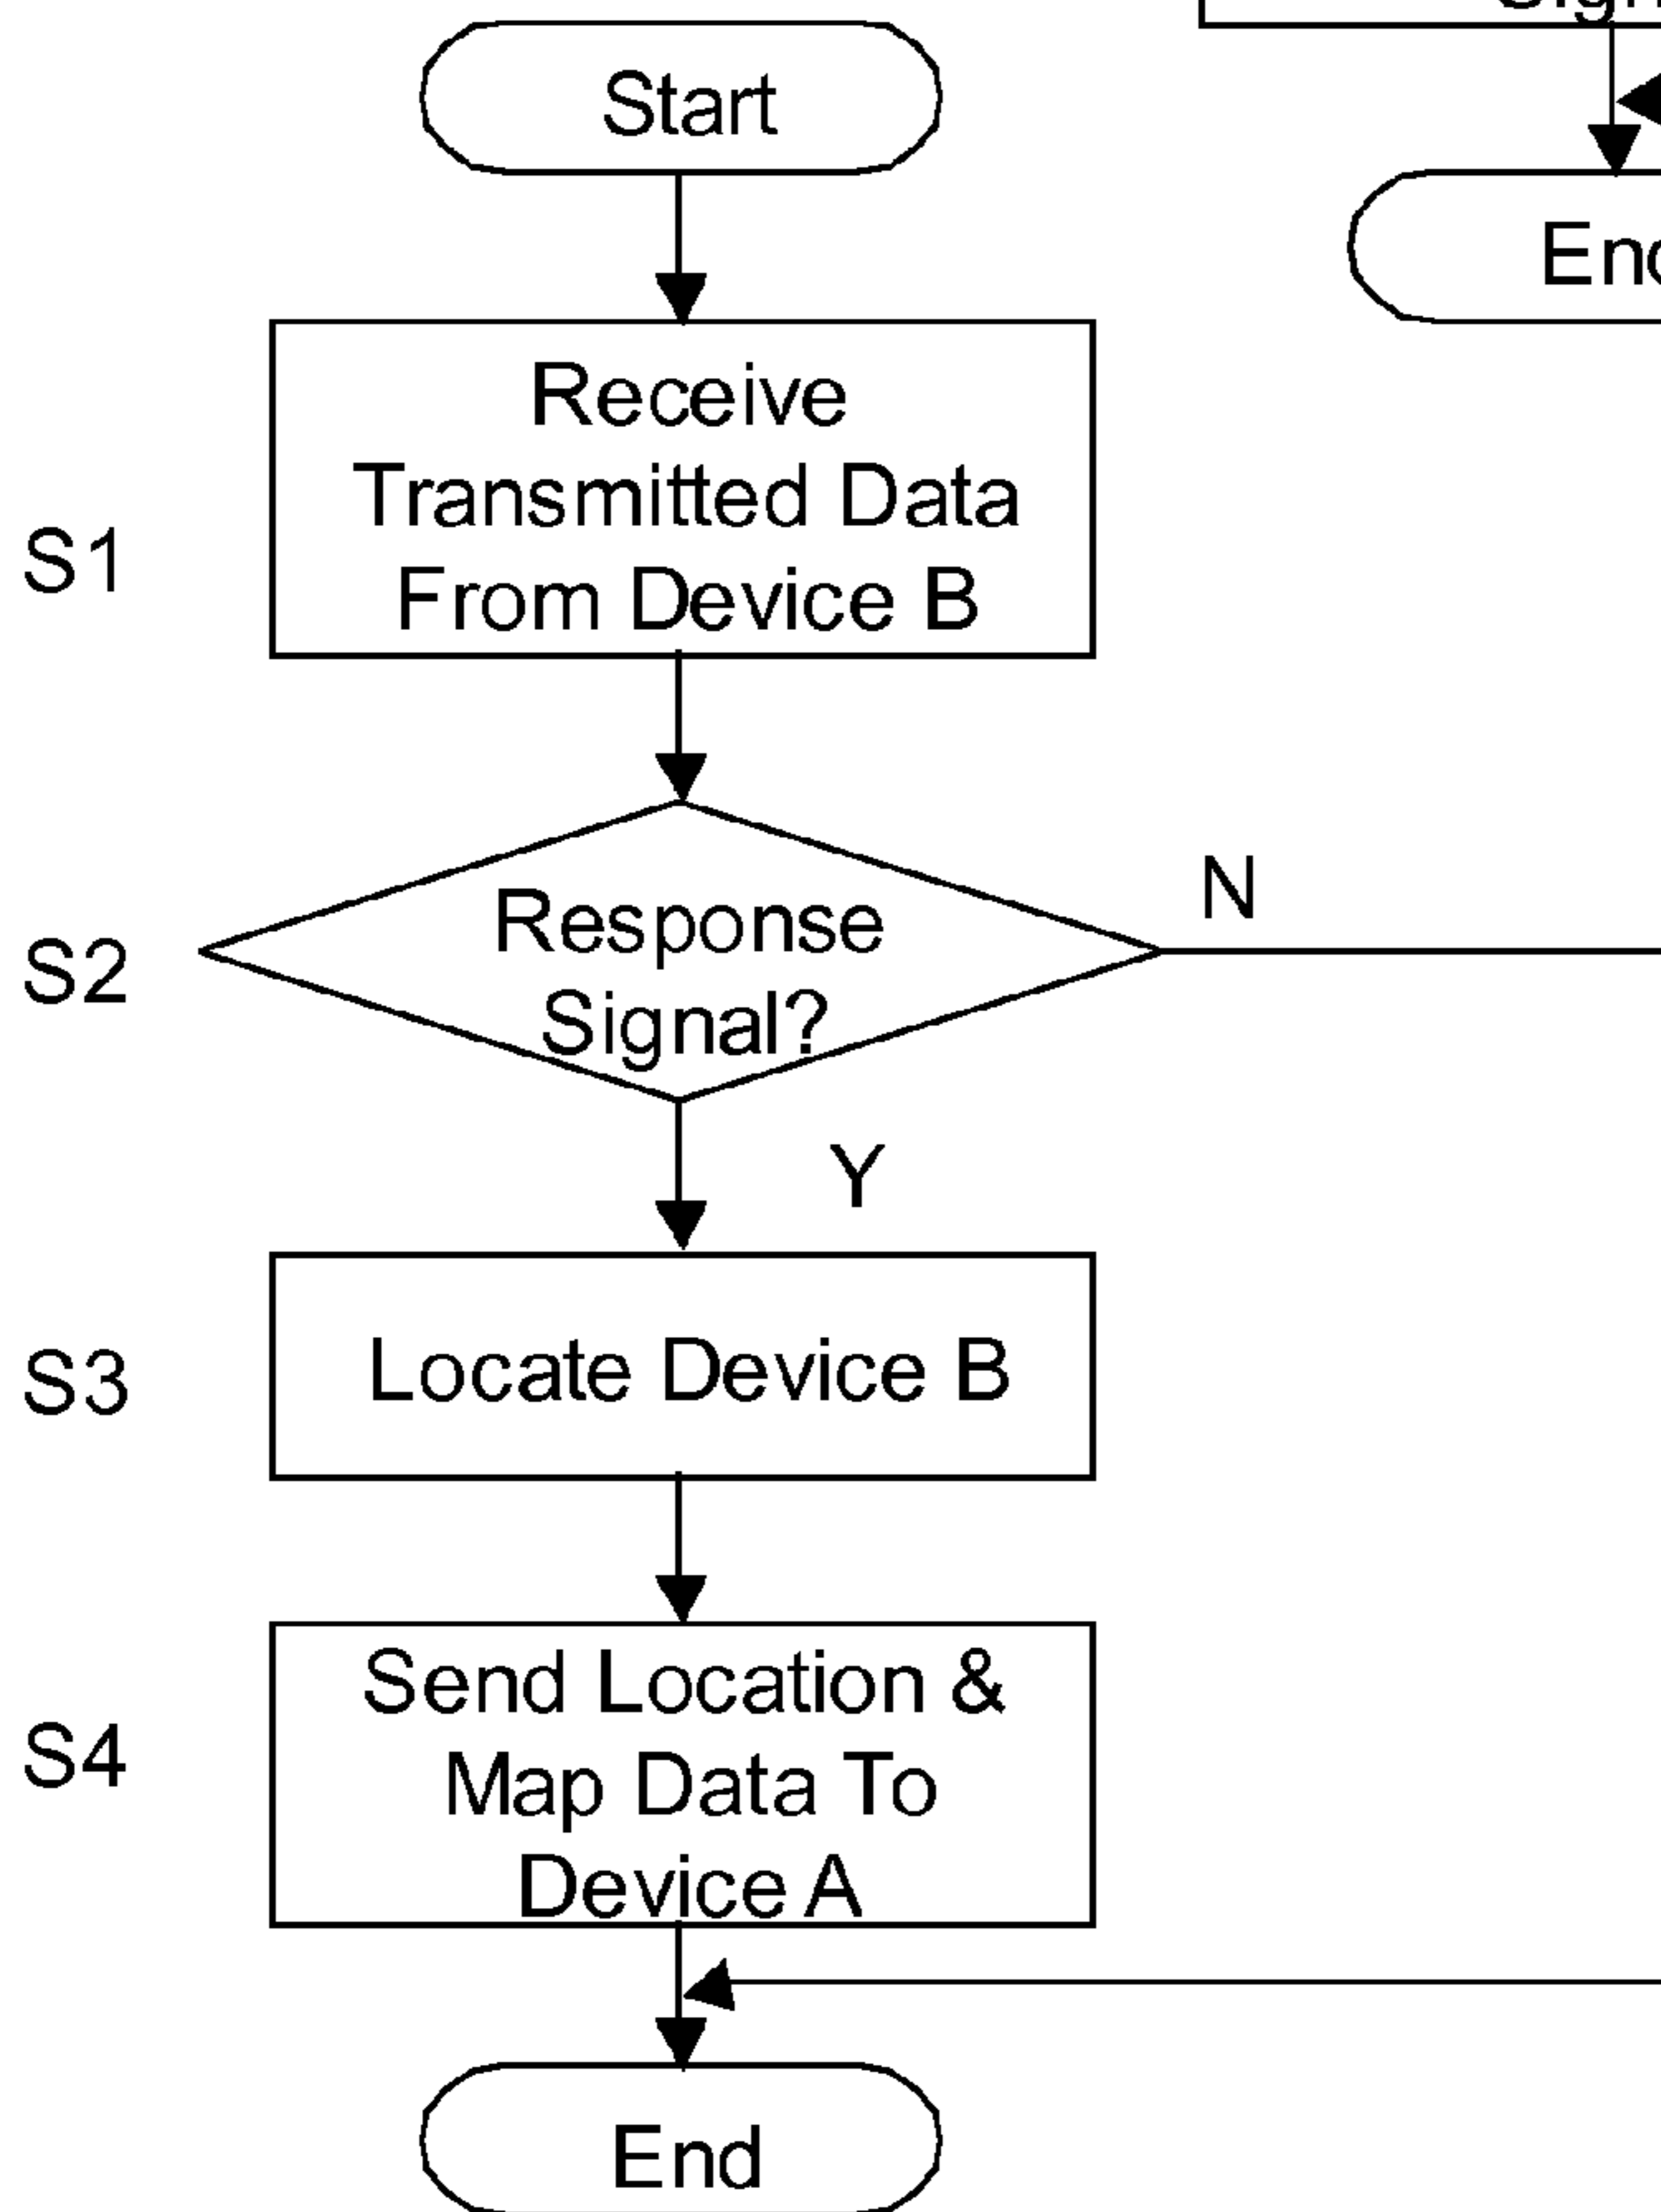 Start
S1
Receive
Transmitted Data
From Device B
S2
Response
Signal?
N
Y
S3
Locate Device B
S4
Send Location &
Map Data To
Device A
End